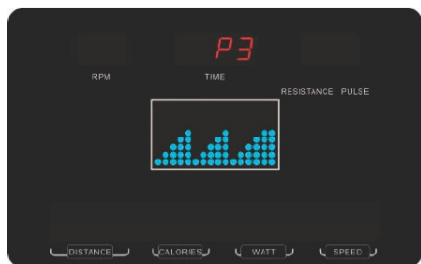 P3
RPM
TIME
RESISTANCE PULSE
DISTANCE
CALORIES
WATT
SPEED